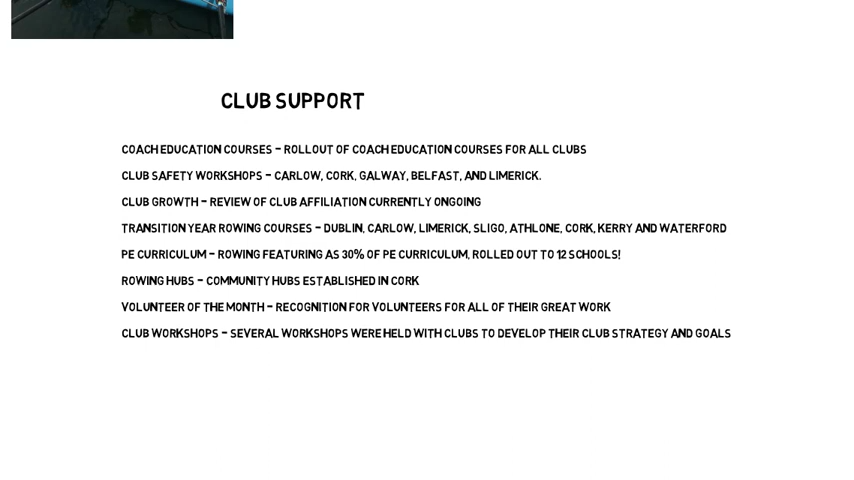 CLUB SUPPORT
COACH EDUCATION COURSES – ROLLOUT OF COACH EDUCATION COURSES FOR ALL CLUBS
CLUB SAFETY WORKSHOPS – CARLOW, CORK, GALWAY, BELFAST, AND LIMERICK.
CLUB GROWTH – REVIEW OF CLUB AFFILIATION CURRENTLY ONGOING
TRANSITION YEAR ROWING COURSES – DUBLIN, CARLOW, LIMERICK, SLIGO, ATHLONE, CORK, KERRY AND WATERFORD
PE CURRICULUM – ROWING FEATURING AS 30% OF PE CURRICULUM, ROLLED OUT TO 12 SCHOOLS!
ROWING HUBS – COMMUNITY HUBS ESTABLISHED IN CORK
VOLUNTEER OF THE MONTH – RECOGNITION FOR VOLUNTEERS FOR ALL OF THEIR GREAT WORK
CLUB WORKSHOPS – SEVERAL WORKSHOPS WERE HELD WITH CLUBS TO DEVELOP THEIR CLUB STRATEGY AND GOALS